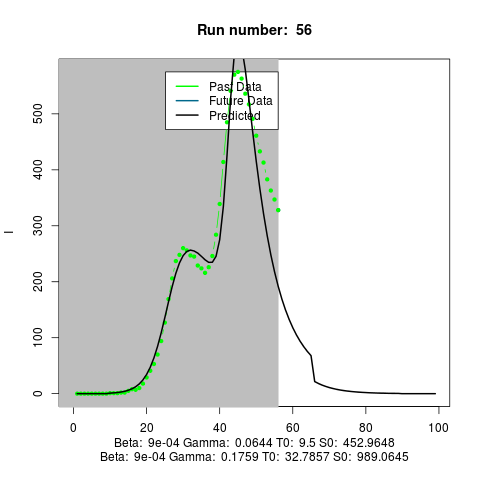 Run number: 56
Past Data
Future Data
Predicted
I
0
100
200
300
400
500
0 20 40 60 80 100
Beta: 9e-04 Gamma: 0.0644 T0: 9.5 S0: 452.9648
Beta: 9e-04 Gamma: 0.1759 T0: 32.7857 S0: 989.0645